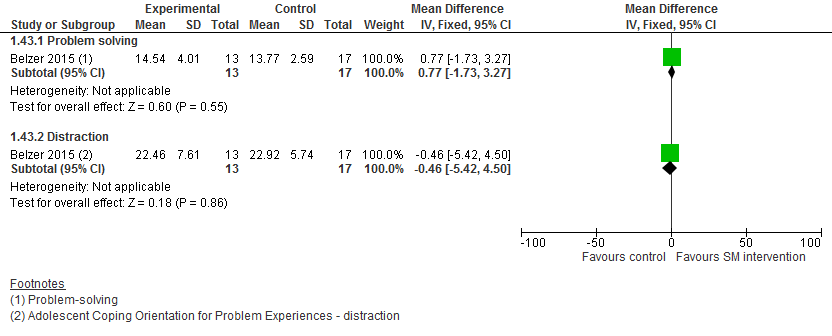 Experimental Control Mean Difference Mean Difference
Study or Subgroup Mean SD Total Mean SD Total Weight IV, Fixed, 95% CI IV, Fixed, 95% CI
1.43.1 Problem solving
Belzer 2015 (1) 14.54 4.01 13 13.77 2.59 17 100.0% 0.77 [-1.73, 3.27]
Subtotal (95% CI) 13 17 100.0% 0.77 [-1.73, 3.27]
Heterogeneity: Not applicable
Test for overall effect: Z = 0.60 (P = 0.55)
1.43.2 Distraction
Belzer 2015 (2) 22.46 7.61 13 22.92 5.74 17 100.0% -0.46 [-5.42, 4.50]
Subtotal (95% CI) 13 17 100.0% -0.46 [-5.42, 4.50]
Heterogeneity: Not applicable
Test for overall effect: Z = 0.18 (P = 0.86)
-100 -50 0 50 100
Favours control Favours SM intervention
Footnotes
(1) Problem-solving
(2) Adolescent Coping Orientation for Problem Experiences - distraction